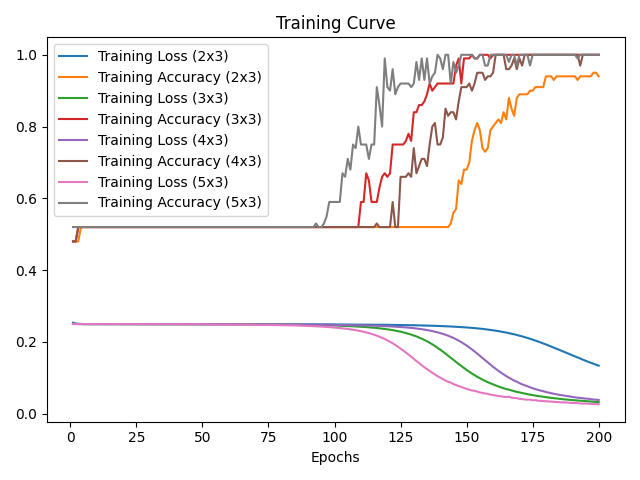 Training Curve
1.0
0.8
0.6
0.4
0.2
0.0
Training Loss (2x3)
Training Accuracy (2x3)
Training Loss (3x3)
Training Accuracy (3x3)
Training Loss (4x3)
Training Accuracy (4x3)
Training Loss (5x3)
Training Accuracy (5x3)
0 25 50 75 100 125 150 175 200
Epochs